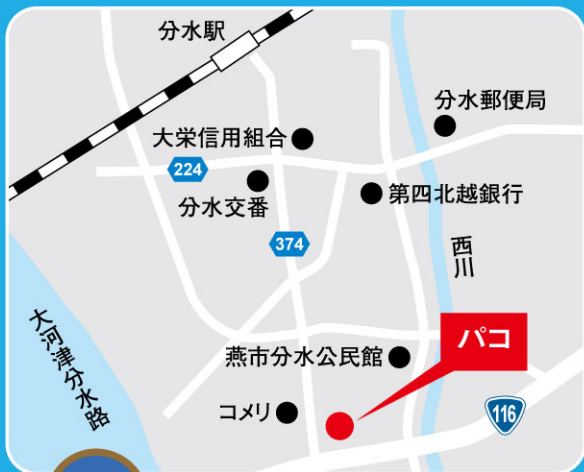 分水駅
分水郵便局
大栄信用組合
224
分水交番
第四北越銀行
374
西川
大河津分水路
パコ
燕市分水公民館
コメリ
116